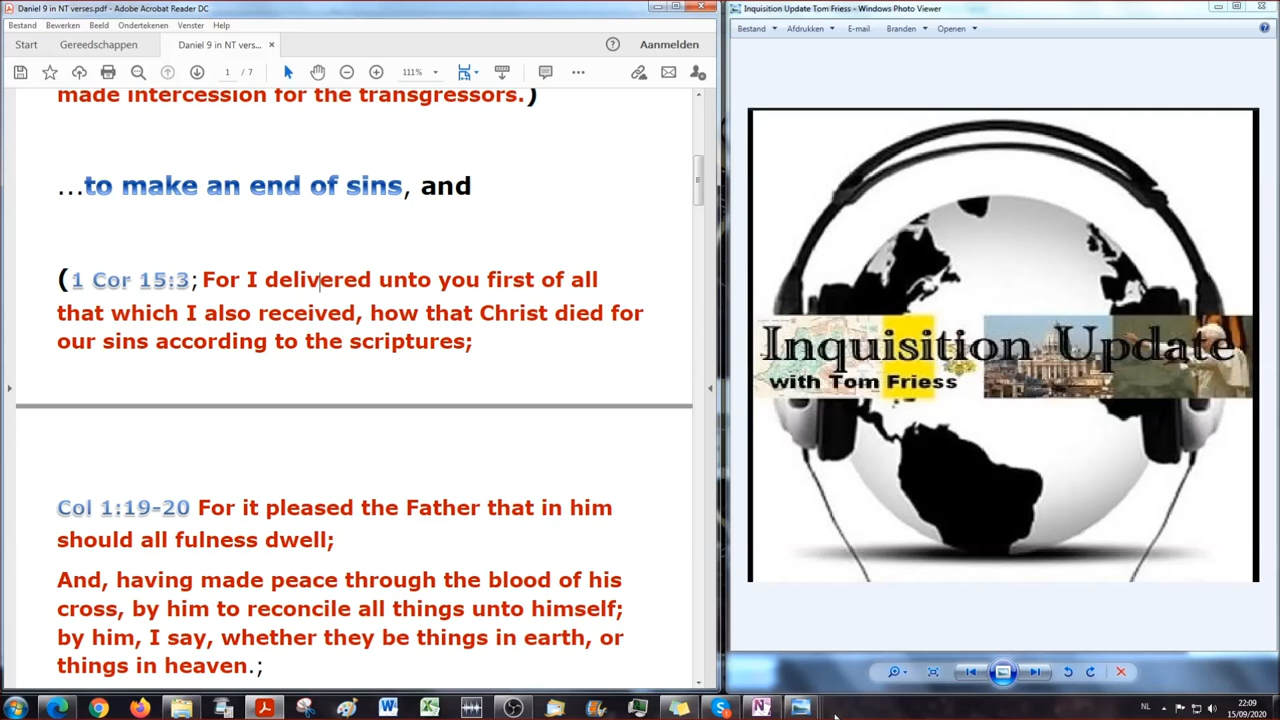 Daniel 9 in NT verses.pdf - Adobe Acrobat Reader DC
Bestand Bewerken Beeld Ondertekenen Venster Help
Start Gereedschappen Daniel 9 in NT vers... × Aanmelden
1 / 7 111%
made intercession for the transgressors.)
...to make an end of sins, and
(1 Cor 15:3; For I delivered unto you first of all
that which I also received, how that Christ died for
our sins according to the scriptures;
Col 1:19-20 For it pleased the Father that in him
should all fulness dwell;
And, having made peace through the blood of his
cross, by him to reconcile all things unto himself;
by him, I say, whether they be things in earth, or
things in heaven.;
Inquisition Update Tom Friess - Windows Photo Viewer
Bestand Afdrukken E-mail Branden Openen
Inquisition Update
with Tom Friess
NL 22:09
15/09/2020